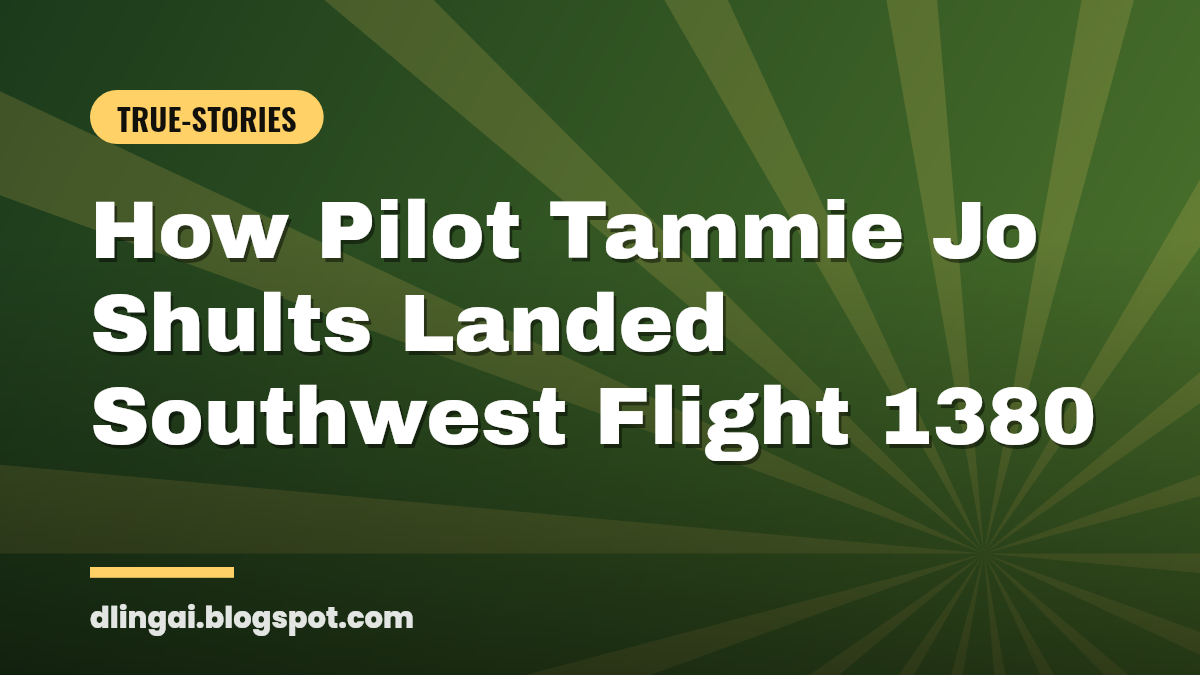 TRUE-STORIES
How Pilot Tammie Jo
Shults Landed
Southwest Flight 1380
dlingai.blogspot.com